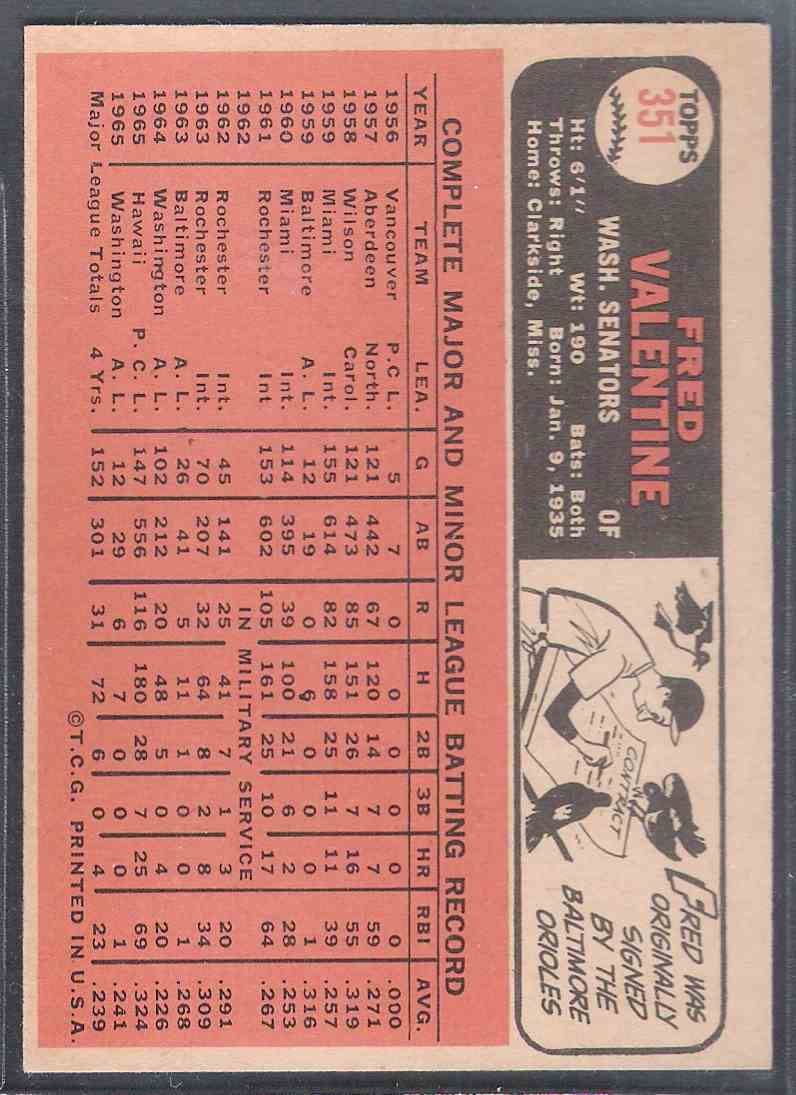 TOPPS
351
FRED
VALENTINE
OF
WASH. SENATORS
Ht: 6'1" Wt: 190 Bats: Both
Throws: Right Born: Jan. 9, 1935
Home: Clarkside, Miss.
CONTRACT
FRED WAS
ORIGINALLY
SIGNED
BY THE
BALTIMORE
ORIOLES
COMPLETE MAJOR AND MINOR LEAGUE BATTING RECORD
YEAR TEAM LEA. G AB R H 2B 3B HR RBI AVG.
1956 Vancouver P.C.L. 5 7 0 0 0 0 0 0 .000
1957 Aberdeen North. 121 442 67 120 14 7 7 59 .271
1958 Wilson Carol. 121 473 85 151 26 7 16 55 .319
1959 Miami Int. 155 614 82 158 25 11 11 39 .257
1959 Baltimore A. L. 12 19 0 6 0 0 0 1 .316
1960 Miami Int. 114 395 39 100 21 6 2 28 .253
1961 Rochester Int 153 602 105 161 25 10 17 64 .267
1962 IN MILITARY SERVICE
1962 Rochester Int. 45 141 25 41 7 1 3 20 .291
1963 Rochester Int. 70 207 32 64 8 2 8 34 .309
1963 Baltimore A. L. 26 41 5 11 1 0 0 1 .268
1964 Washington A. L. 102 212 20 48 5 0 4 20 .226
1965 Hawaii P. C. L. 147 556 116 180 28 7 25 69 .324
1965 Washington A. L. 12 29 6 7 0 0 0 1 .241
Major League Totals 4 Yrs. 152 301 31 72 6 0 4 23 .239
©T.C.G. PRINTED IN U.S.A.